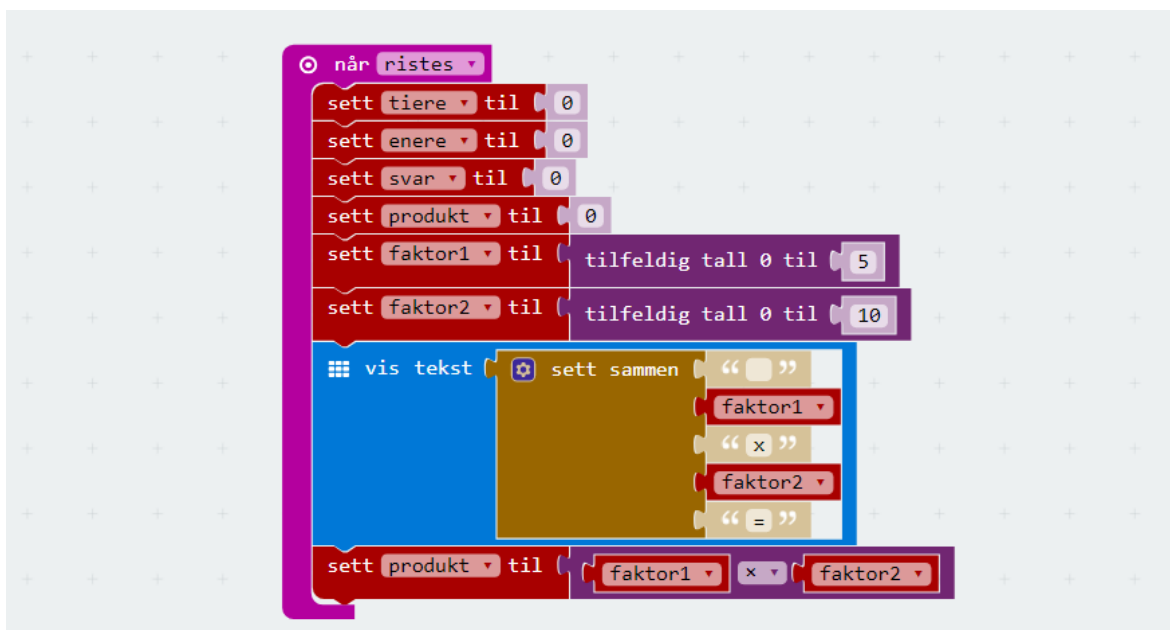 når ristes
sett tiere til 0
sett enere til 0
sett svar til 0
sett produkt til 0
sett faktor1 til tilfeldig tall 0 til 5
sett faktor2 til tilfeldig tall 0 til 10
vis tekst sett sammen “ ”
faktor1
“ x ”
faktor2
“ = ”
sett produkt til faktor1 × faktor2